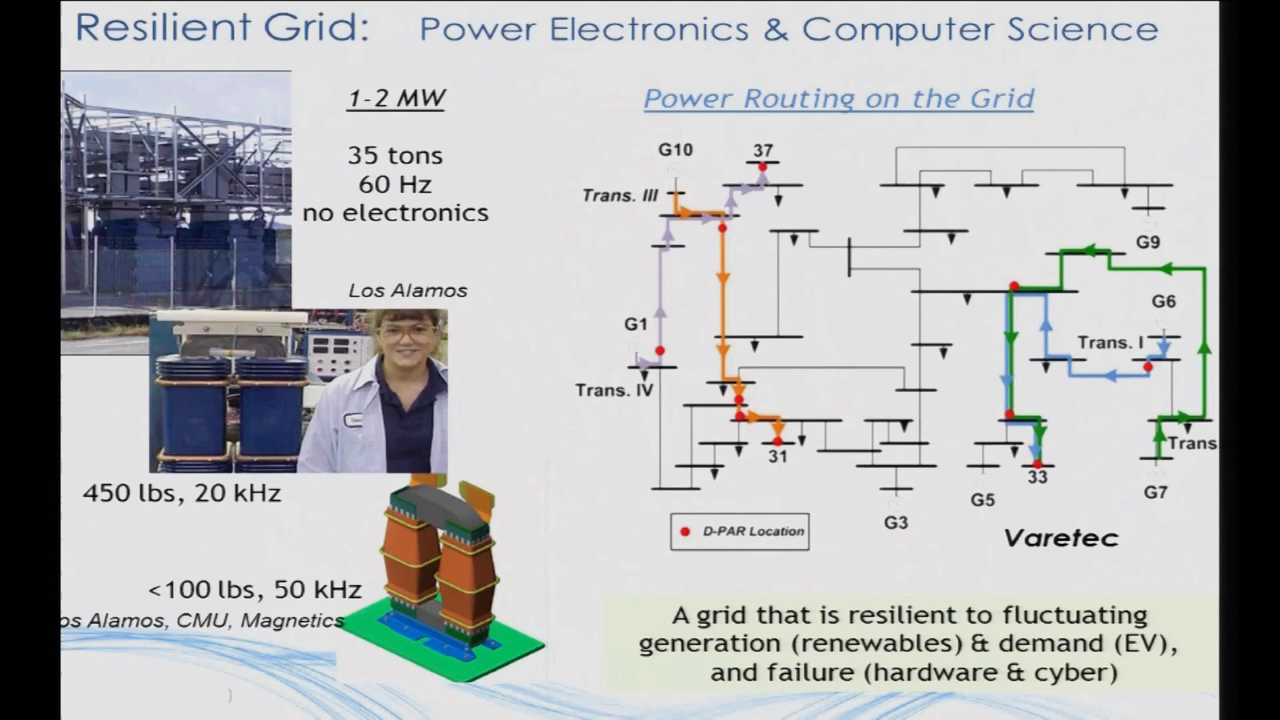 Resilient Grid: Power Electronics & Computer Science
1-2 MW
35 tons
60 Hz
no electronics
Los Alamos
450 lbs, 20 kHz
<100 lbs, 50 kHz
os Alamos, CMU, Magnetics
Power Routing on the Grid
G10
37
Trans. III
G9
G6
G1
Trans. I
Trans. IV
Trans
31
33
G5
G7
G3
D-PAR Location
Varetec
A grid that is resilient to fluctuating
generation (renewables) & demand (EV),
and failure (hardware & cyber)